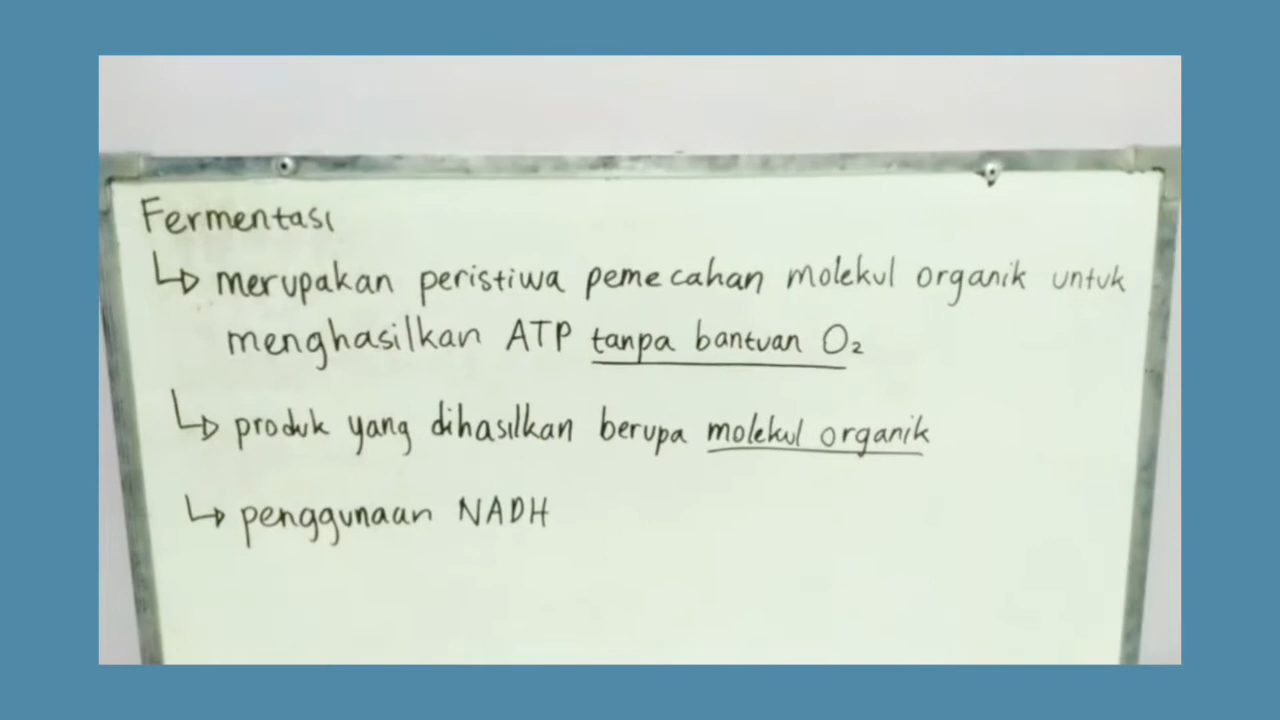 Fermentasi
↳ merupakan peristiwa pemecahan molekul organik untuk
menghasilkan ATP tanpa bantuan O₂
↳ produk yang dihasilkan berupa molekul organik
↳ penggunaan NADH